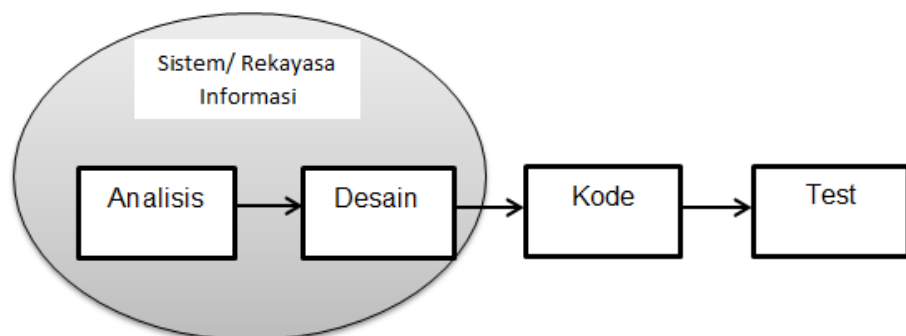 Sistem/ Rekayasa
Informasi
Analisis
Desain
Kode
Test